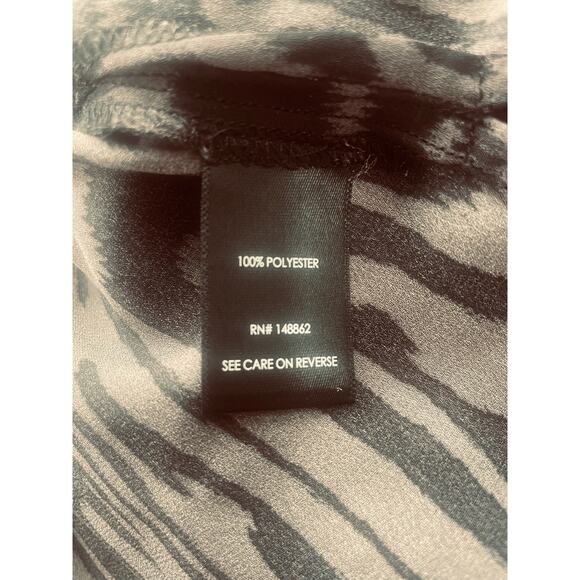 100% POLYESTER
RN# 148862
SEE CARE ON REVERSE